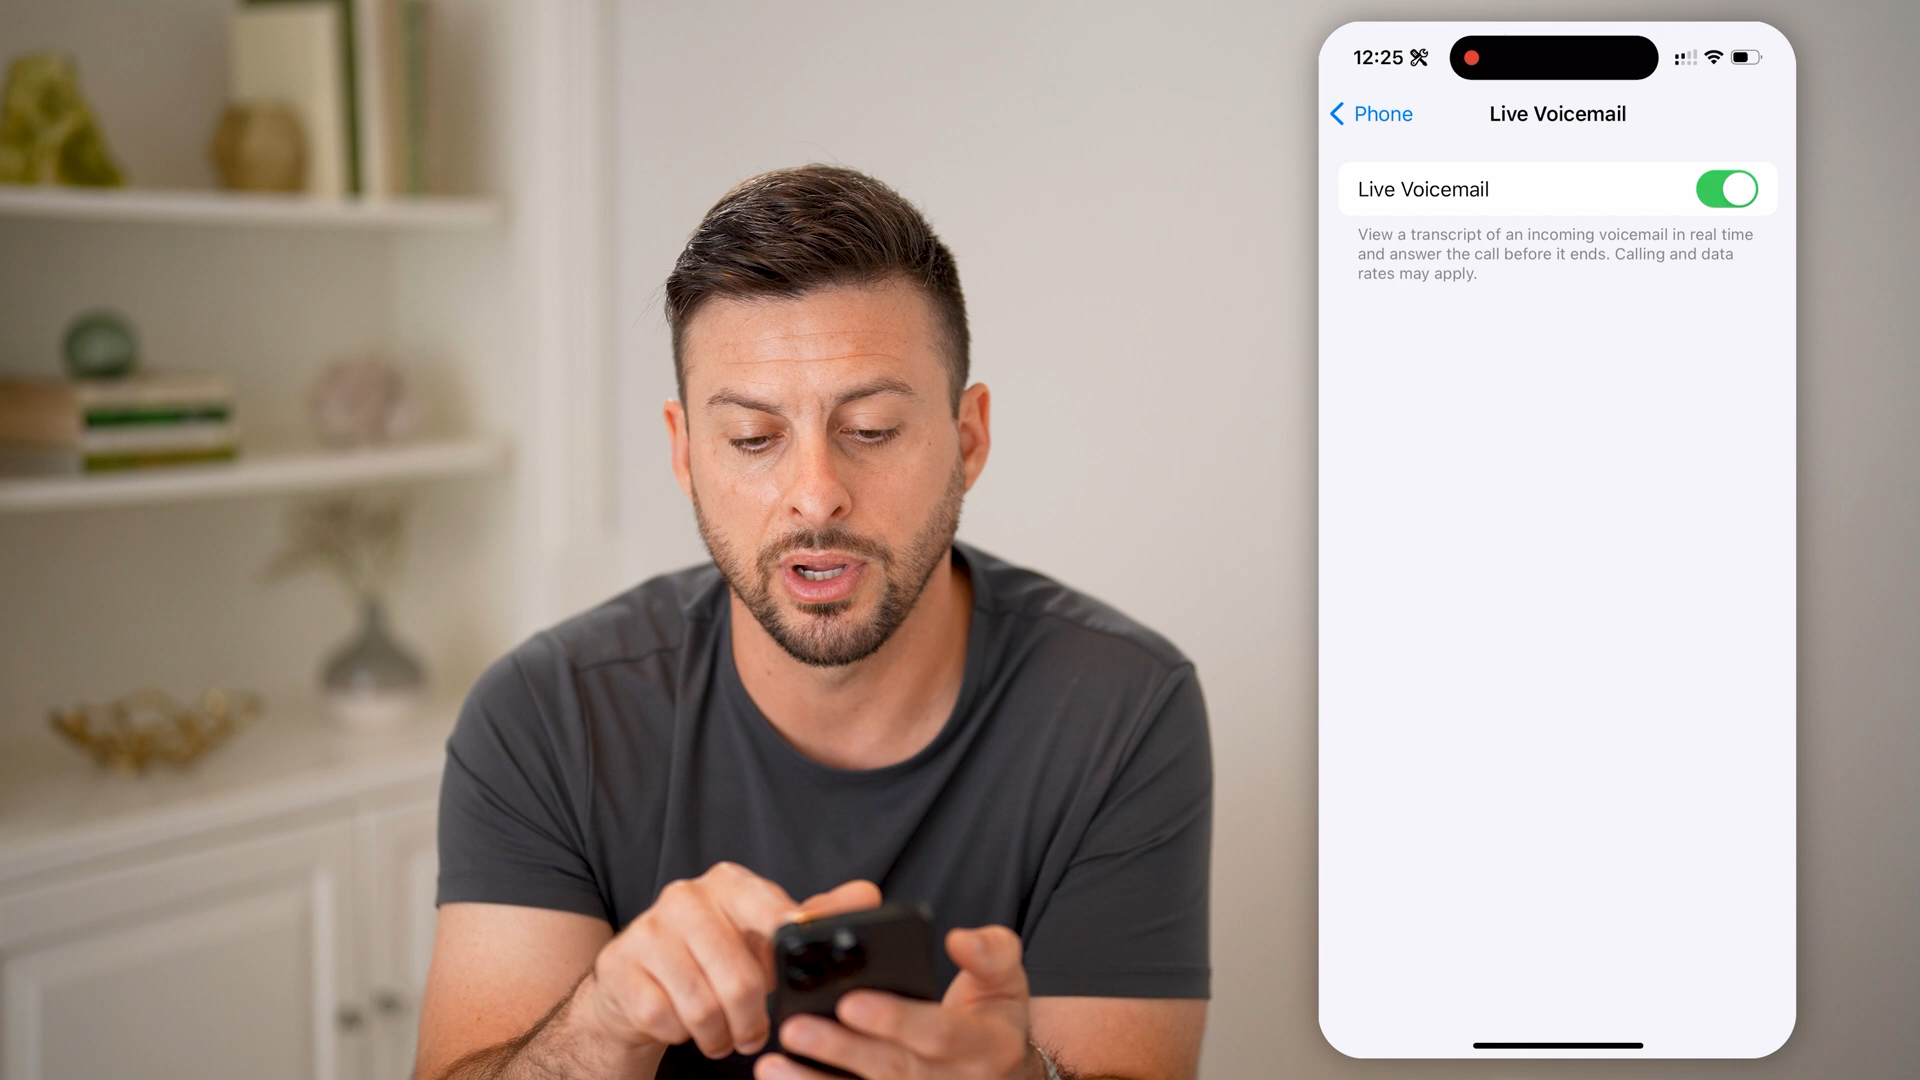 12:25
Phone
Live Voicemail
Live Voicemail
View a transcript of an incoming voicemail in real time
and answer the call before it ends. Calling and data
rates may apply.